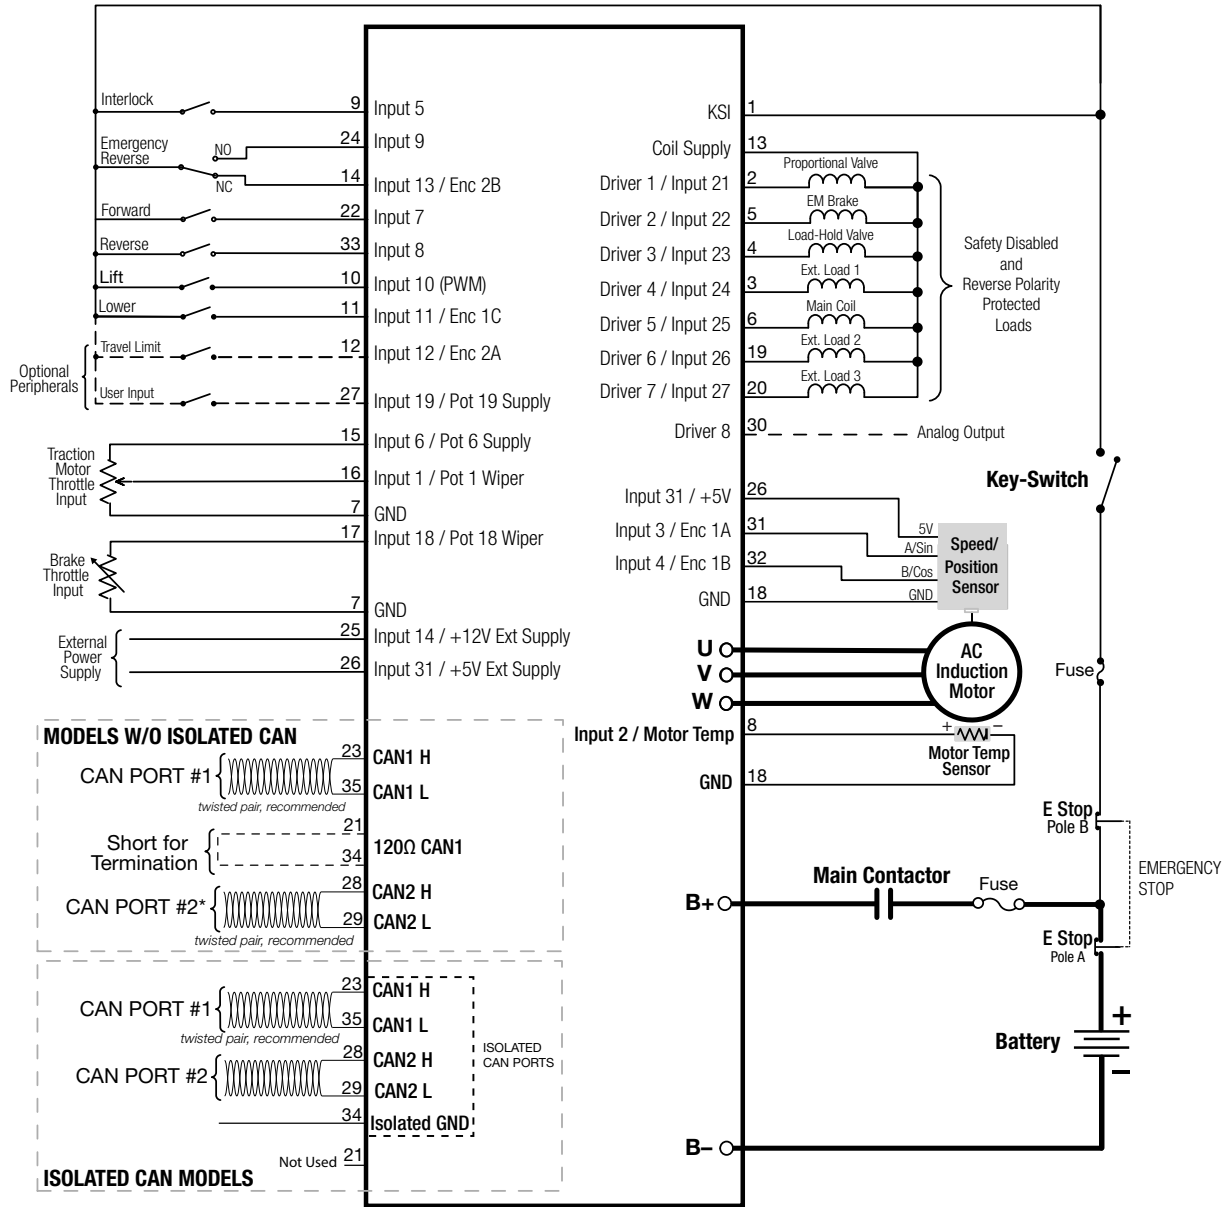 Interlock
9
Input 5
Emergency
Reverse
NO
24
Input 9
NC
14
Input 13 / Enc 2B
Forward
22
Input 7
Reverse
33
Input 8
Lift
10
Input 10 (PWM)
Lower
11
Input 11 / Enc 1C
Optional
Peripherals
Travel Limit
12
Input 12 / Enc 2A
User Input
27
Input 19 / Pot 19 Supply
Traction
Motor
Throttle
Input
15
Input 6 / Pot 6 Supply
16
Input 1 / Pot 1 Wiper
7
GND
Brake
Throttle
Input
17
Input 18 / Pot 18 Wiper
7
GND
External
Power
Supply
25
Input 14 / +12V Ext Supply
26
Input 31 / +5V Ext Supply
MODELS W/O ISOLATED CAN
CAN PORT #1
23
CAN1 H
35
CAN1 L
twisted pair, recommended
Short for
Termination
21
34
120Ω CAN1
CAN PORT #2*
28
CAN2 H
29
CAN2 L
twisted pair, recommended
CAN PORT #1
23
CAN1 H
35
CAN1 L
twisted pair, recommended
CAN PORT #2
28
CAN2 H
29
CAN2 L
34
Isolated GND
ISOLATED
CAN PORTS
Not Used
21
ISOLATED CAN MODELS
KSI
1
Coil Supply
13
Driver 1 / Input 21
2
Proportional Valve
Driver 2 / Input 22
5
EM Brake
Driver 3 / Input 23
4
Load-Hold Valve
Driver 4 / Input 24
3
Ext. Load 1
Driver 5 / Input 25
6
Main Coil
Driver 6 / Input 26
19
Ext. Load 2
Driver 7 / Input 27
20
Ext. Load 3
Safety Disabled
and
Reverse Polarity
Protected
Loads
Driver 8
30
Analog Output
Input 31 / +5V
26
5V
Input 3 / Enc 1A
31
A/Sin
Input 4 / Enc 1B
32
B/Cos
GND
18
GND
Speed/
Position
Sensor
U
V
W
AC
Induction
Motor
Input 2 / Motor Temp
8
+
−
Motor Temp
Sensor
GND
18
Key-Switch
Fuse
E Stop
Pole B
EMERGENCY
STOP
Main Contactor
Fuse
B+
E Stop
Pole A
Battery
+
−
B−